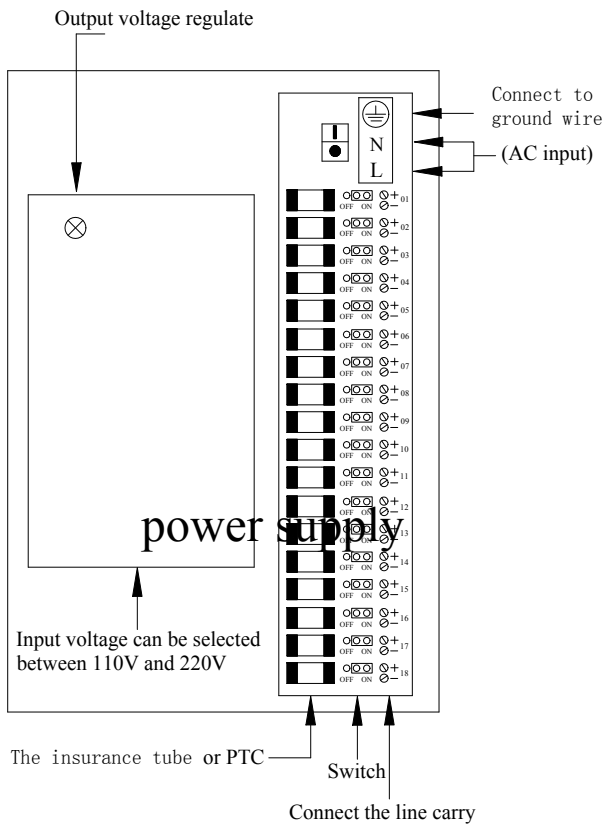 Output voltage regulate
Connect to
ground wire
N
(AC input)
L
+ 01
OFF ON −
+ 02
OFF ON −
+ 03
OFF ON −
+ 04
OFF ON −
+ 05
OFF ON −
+ 06
OFF ON −
+ 07
OFF ON −
+ 08
OFF ON −
+ 09
OFF ON −
+ 10
OFF ON −
+ 11
OFF ON −
+ 12
OFF ON −
power supply
+ 13
OFF ON −
+ 14
OFF ON −
+ 15
OFF ON −
+ 16
OFF ON −
+ 17
OFF ON −
+ 18
OFF ON −
Input voltage can be selected
between 110V and 220V
The insurance tube or PTC
Switch
Connect the line carry